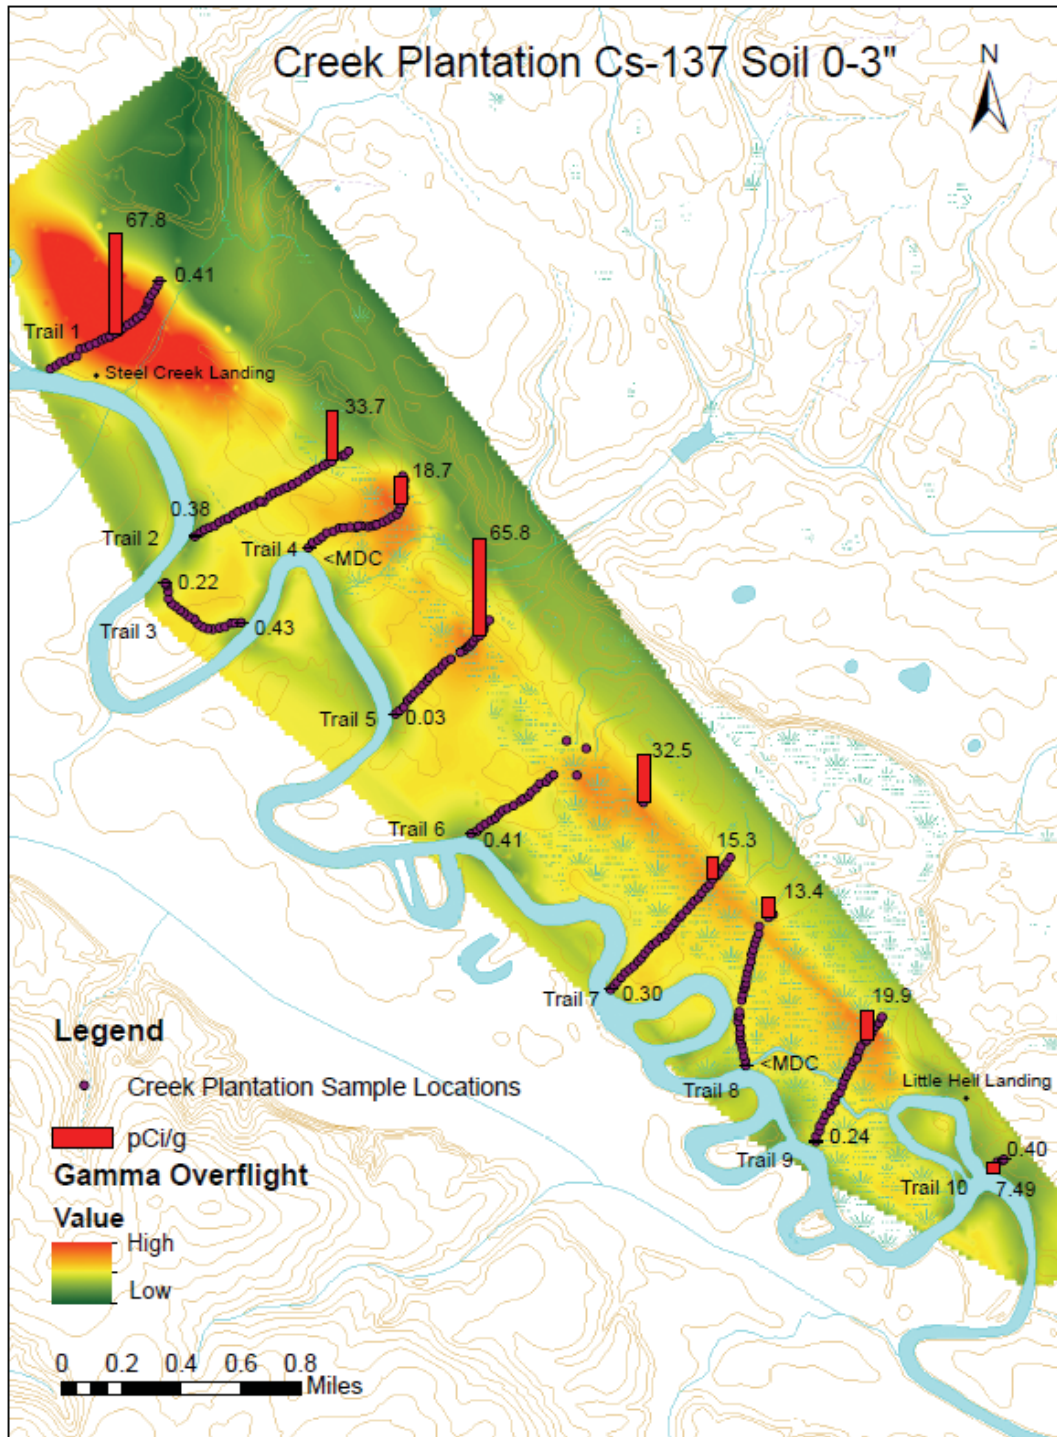 Creek Plantation Cs-137 Soil 0-3"
N
67.8
0.41
Trail 1
Steel Creek Landing
33.7
18.7
0.38
65.8
Trail 2
Trail 4
<MDC
0.22
Trail 3
0.43
Trail 5
0.03
32.5
Trail 6
0.41
15.3
13.4
Trail 7
0.30
19.9
Legend
<MDC
Little Hell Landing
Creek Plantation Sample Locations
Trail 8
pCi/g
0.24
0.40
Trail 9
Gamma Overflight
Trail 10
7.49
Value
High
Low
0 0.2 0.4 0.6 0.8
Miles